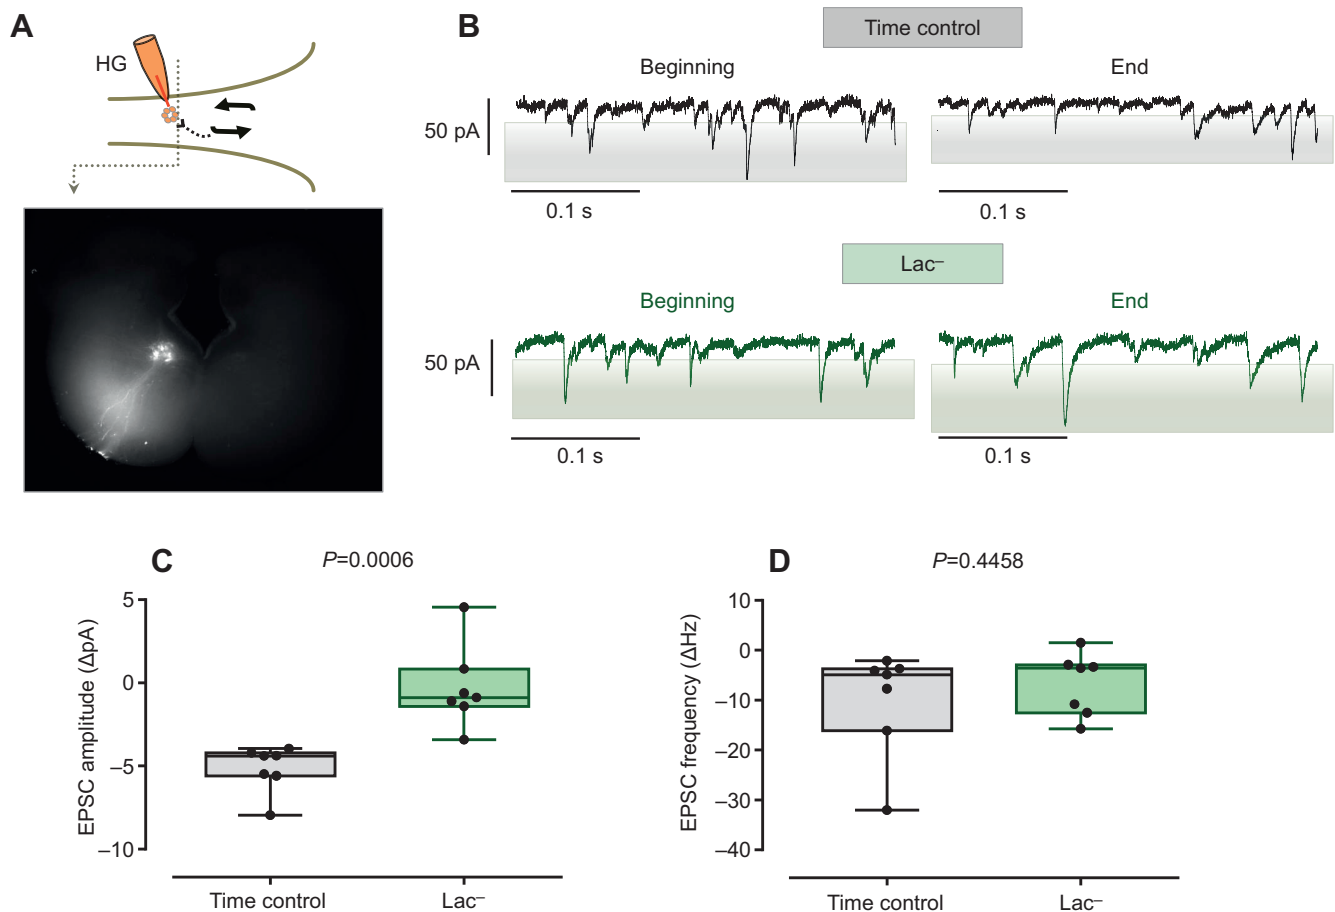 A
HG
B
Time control
Beginning
End
50 pA
0.1 s
0.1 s
Lac–
Beginning
End
50 pA
0.1 s
0.1 s
C
P=0.0006
EPSC amplitude (ΔpA)
5
0
–5
–10
Time control
Lac–
D
P=0.4458
EPSC frequency (ΔHz)
10
0
–10
–20
–30
–40
Time control
Lac–